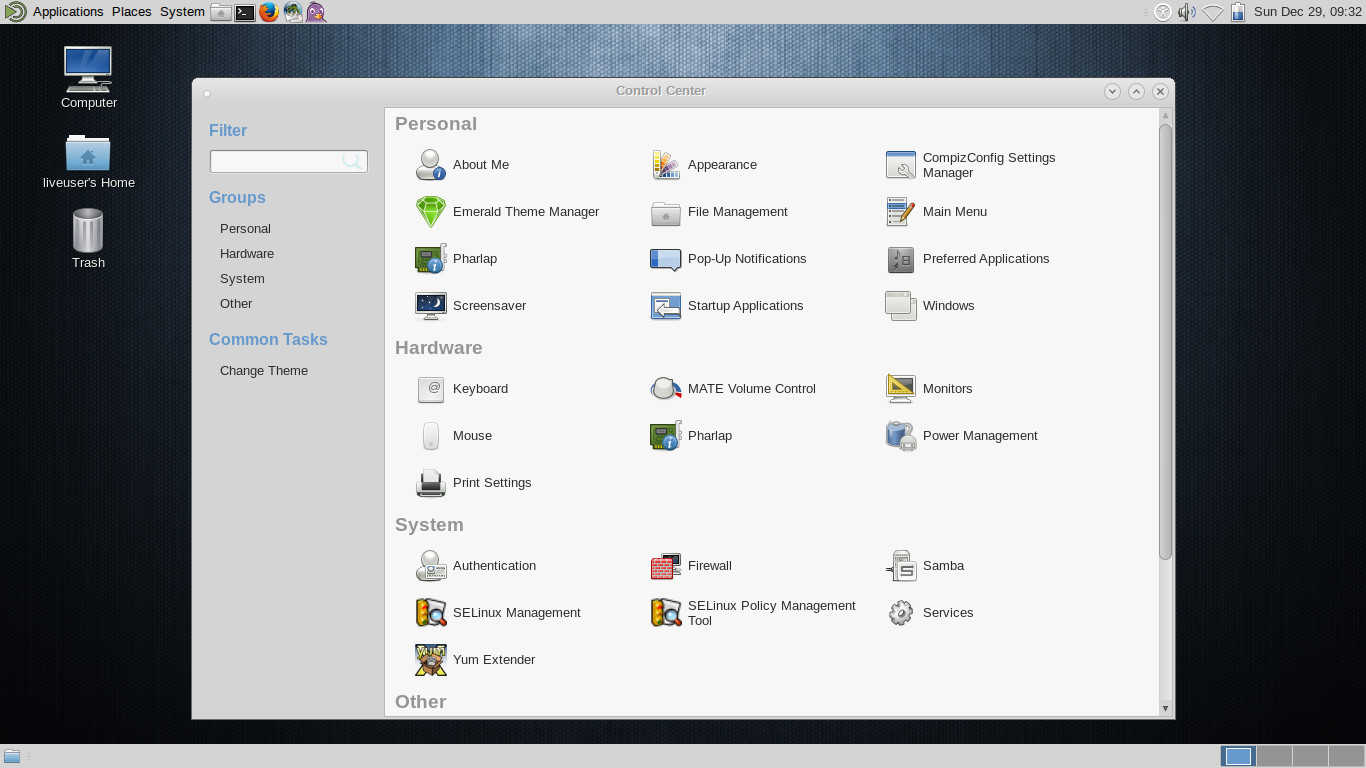 Applications Places System
Sun Dec 29, 09:32
Computer
liveuser's Home
Trash
Control Center
Filter
Groups
Personal
Hardware
System
Other
Common Tasks
Change Theme
Personal
About Me
Appearance
CompizConfig Settings
Manager
Emerald Theme Manager
File Management
Main Menu
Pharlap
Pop-Up Notifications
Preferred Applications
Screensaver
Startup Applications
Windows
Hardware
Keyboard
MATE Volume Control
Monitors
Mouse
Pharlap
Power Management
Print Settings
System
Authentication
Firewall
Samba
SELinux Management
SELinux Policy Management
Tool
Services
Yum Extender
Other